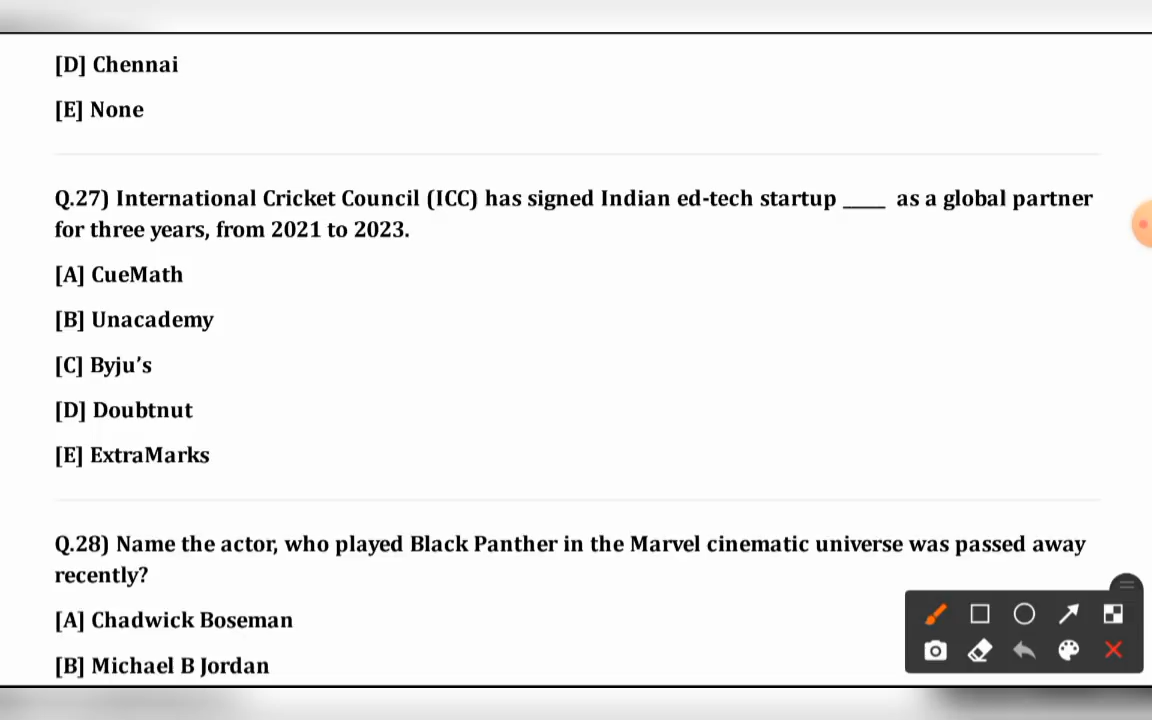 [D] Chennai
[E] None
Q.27) International Cricket Council (ICC) has signed Indian ed-tech startup ____ as a global partner
for three years, from 2021 to 2023.
[A] CueMath
[B] Unacademy
[C] Byju’s
[D] Doubtnut
[E] ExtraMarks
Q.28) Name the actor, who played Black Panther in the Marvel cinematic universe was passed away
recently?
[A] Chadwick Boseman
[B] Michael B Jordan